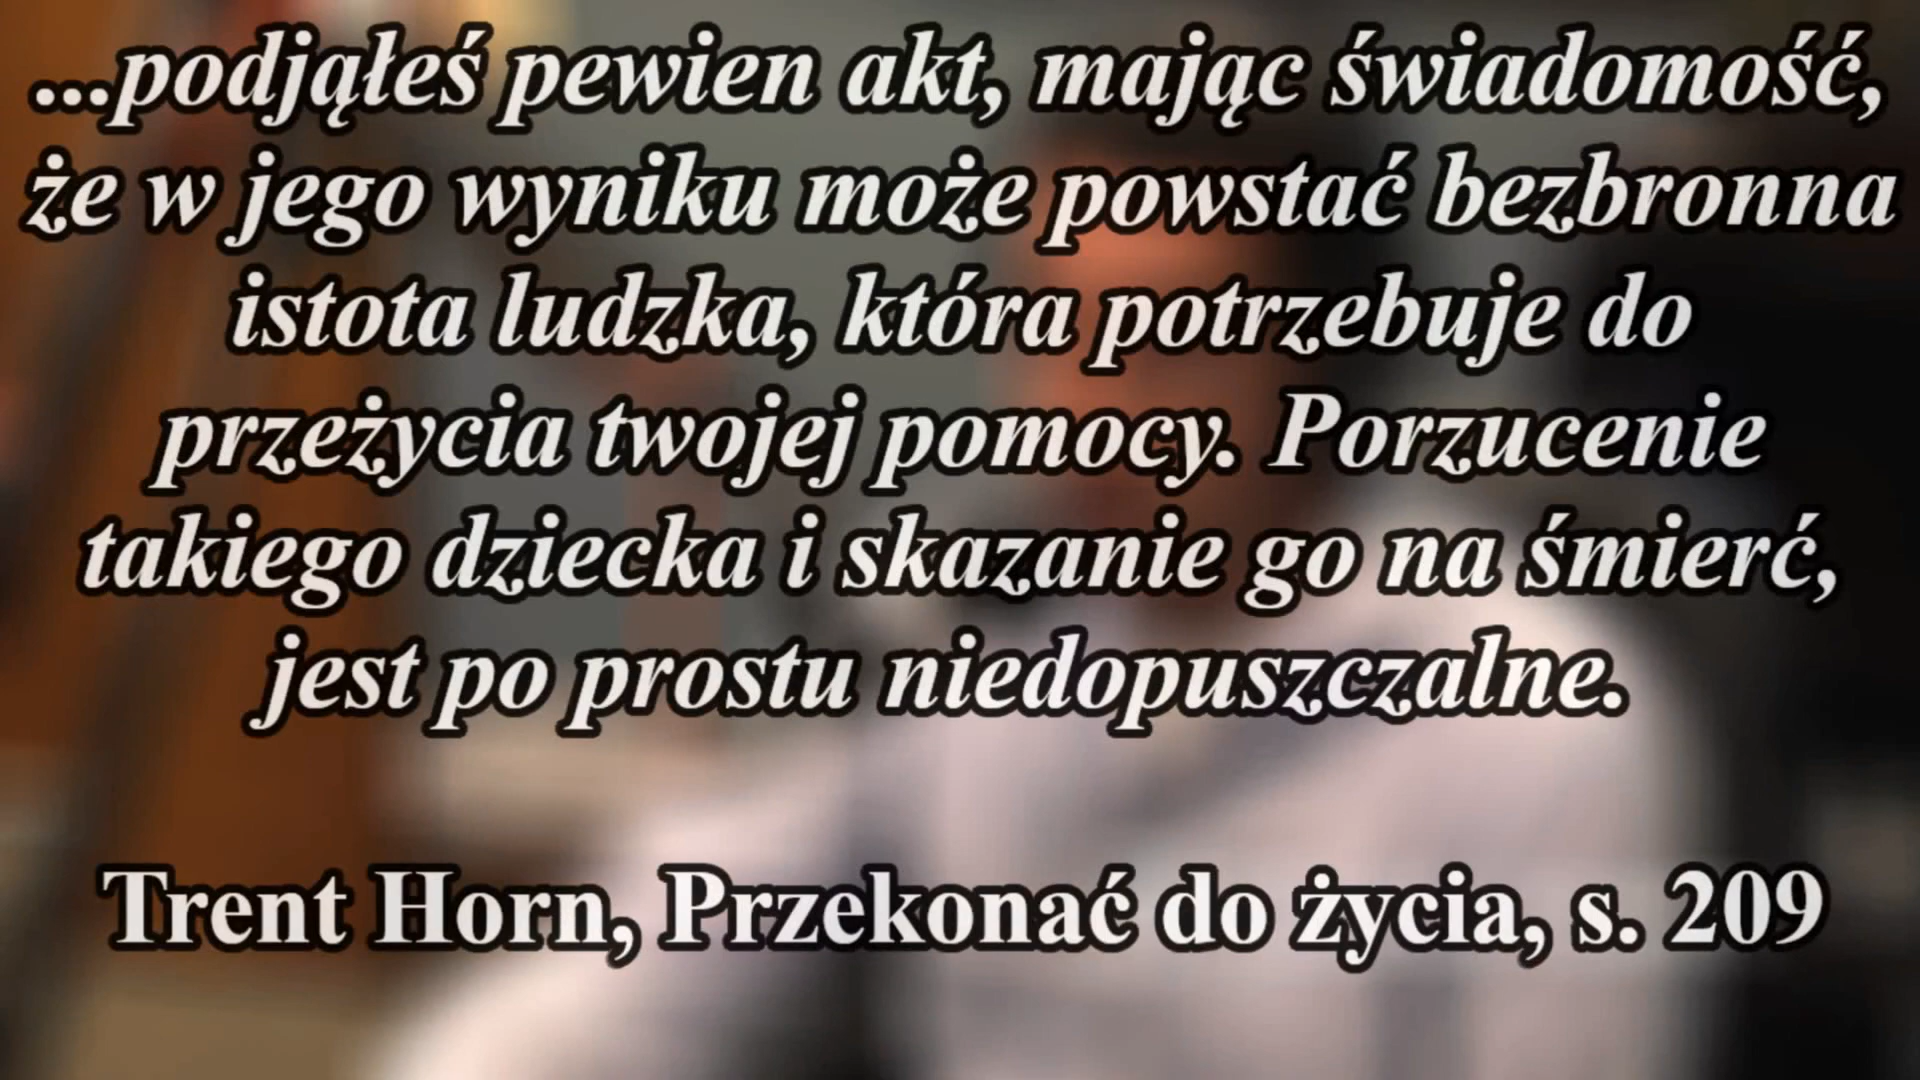 ...podjąłeś pewien akt, mając świadomość,
że w jego wyniku może powstać bezbronna
istota ludzka, która potrzebuje do
przeżycia twojej pomocy. Porzucenie
takiego dziecka i skazanie go na śmierć,
jest po prostu niedopuszczalne.
Trent Horn, Przekonać do życia, s. 209